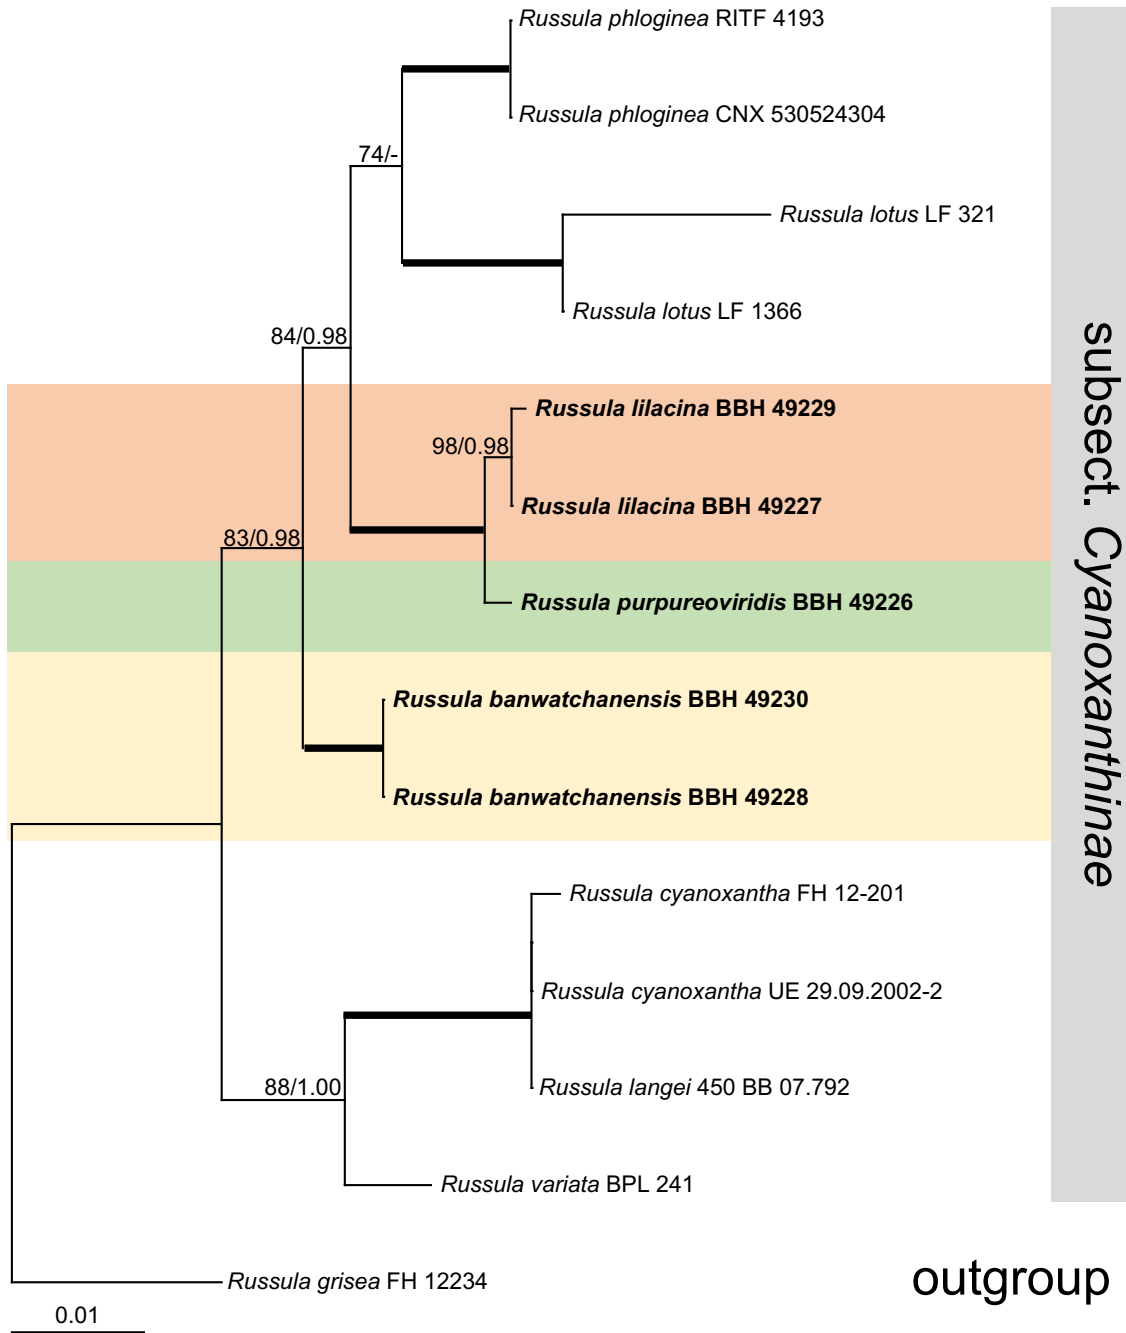 Russula phloginea RITF 4193
Russula phloginea CNX 530524304
74/-
Russula lotus LF 321
Russula lotus LF 1366
84/0.98
Russula lilacina BBH 49229
98/0.98
Russula lilacina BBH 49227
83/0.98
Russula purpureoviridis BBH 49226
Russula banwatchanensis BBH 49230
Russula banwatchanensis BBH 49228
Russula cyanoxantha FH 12-201
Russula cyanoxantha UE 29.09.2002-2
88/1.00
Russula langei 450 BB 07.792
Russula variata BPL 241
Russula grisea FH 12234
outgroup
0.01
subsect. Cyanoxanthinae